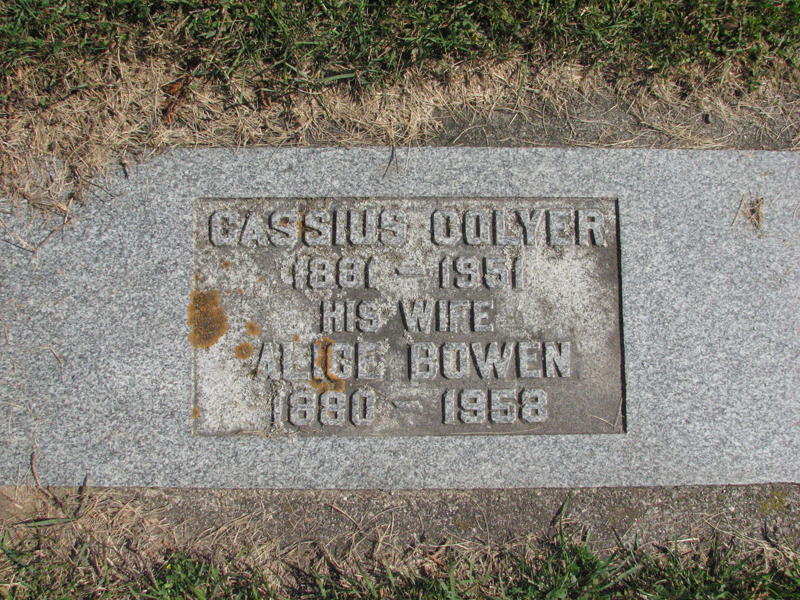 CASSIUS COLYER
1881 - 1951
HIS WIFE
ALICE BOWEN
1880 - 1958